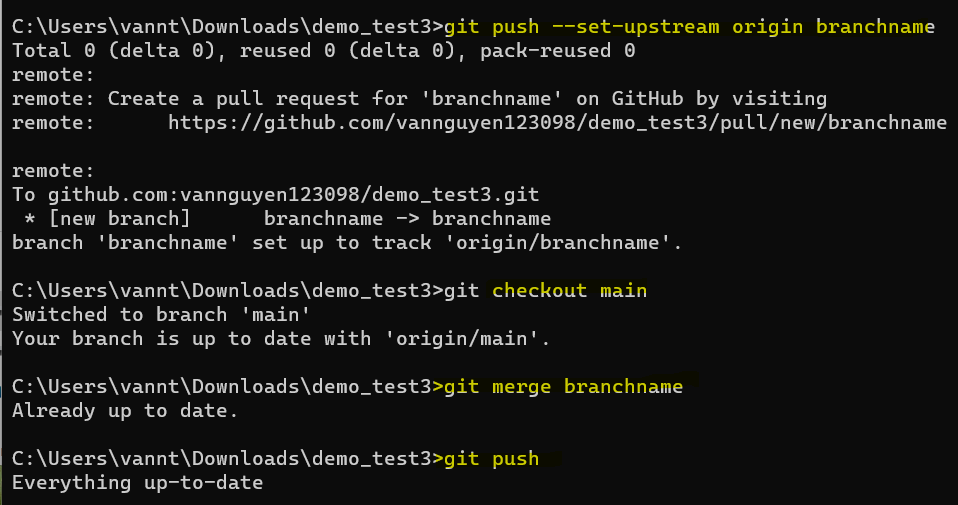 C:\Users\vannt\Downloads\demo_test3>git push --set-upstream origin branchname
Total 0 (delta 0), reused 0 (delta 0), pack-reused 0
remote:
remote: Create a pull request for 'branchname' on GitHub by visiting
remote:      https://github.com/vannguyen123098/demo_test3/pull/new/branchname
remote:
To github.com:vannguyen123098/demo_test3.git
 * [new branch]      branchname -> branchname
branch 'branchname' set up to track 'origin/branchname'.
C:\Users\vannt\Downloads\demo_test3>git checkout main
Switched to branch 'main'
Your branch is up to date with 'origin/main'.
C:\Users\vannt\Downloads\demo_test3>git merge branchname
Already up to date.
C:\Users\vannt\Downloads\demo_test3>git push
Everything up-to-date